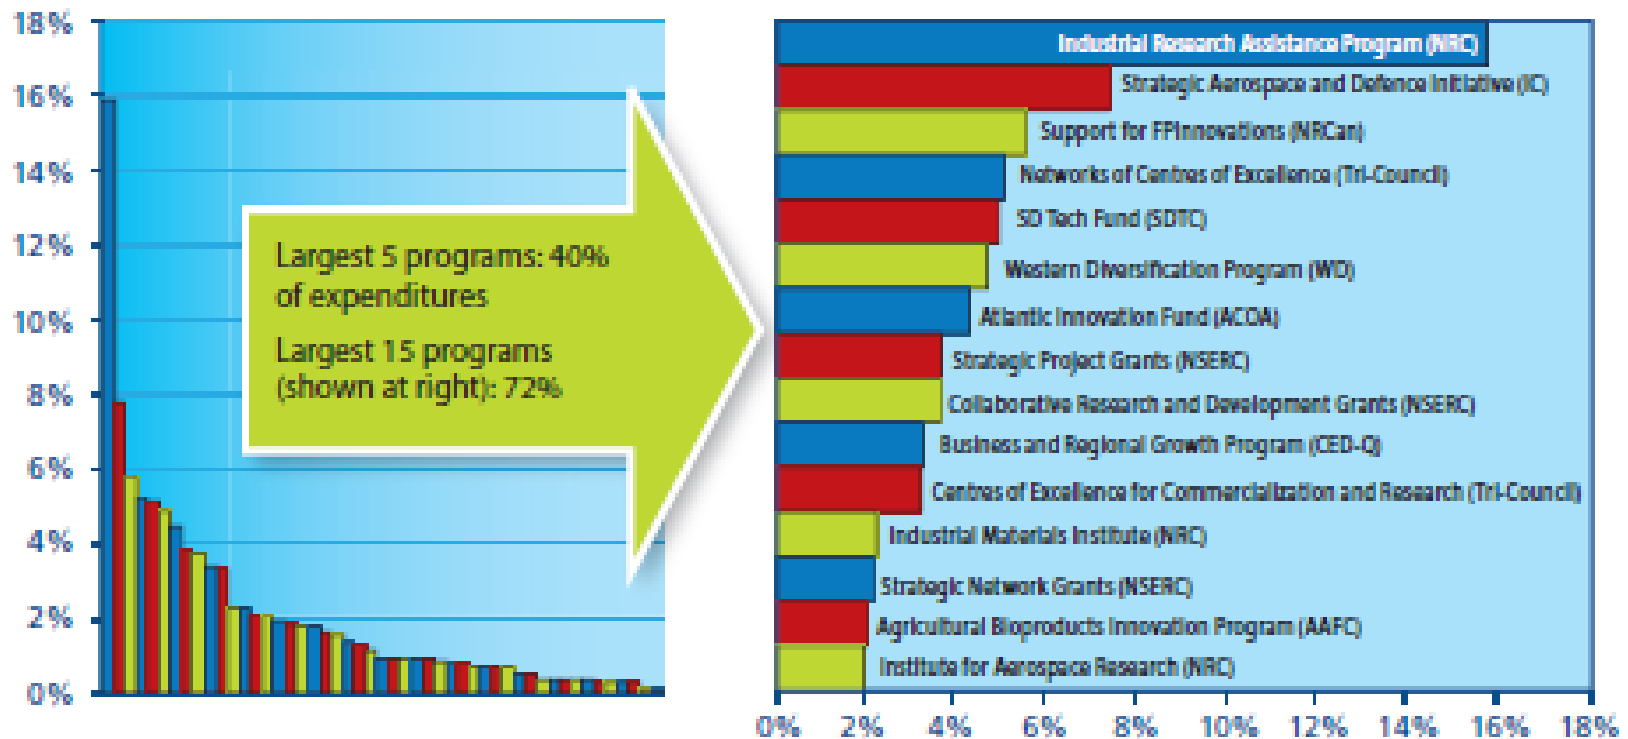 18%
16%
14%
12%
10%
8%
6%
4%
2%
0%
Largest 5 programs: 40%
of expenditures
Largest 15 programs
(shown at right): 72%
Industrial Research Assistance Program (NRC)
Strategic Aerospace and Defence Initiative (IC)
Support for FPInnovations (NRCan)
Networks of Centres of Excellence (Tri-Council)
SD Tech Fund (SDTC)
Western Diversification Program (WD)
Atlantic Innovation Fund (ACOA)
Strategic Project Grants (NSERC)
Collaborative Research and Development Grants (NSERC)
Business and Regional Growth Program (CED-Q)
Centres of Excellence for Commercialization and Research (Tri-Council)
Industrial Materials Institute (NRC)
Strategic Network Grants (NSERC)
Agricultural Bioproducts Innovation Program (AAFC)
Institute for Aerospace Research (NRC)
0% 2% 4% 6% 8% 10% 12% 14% 16% 18%